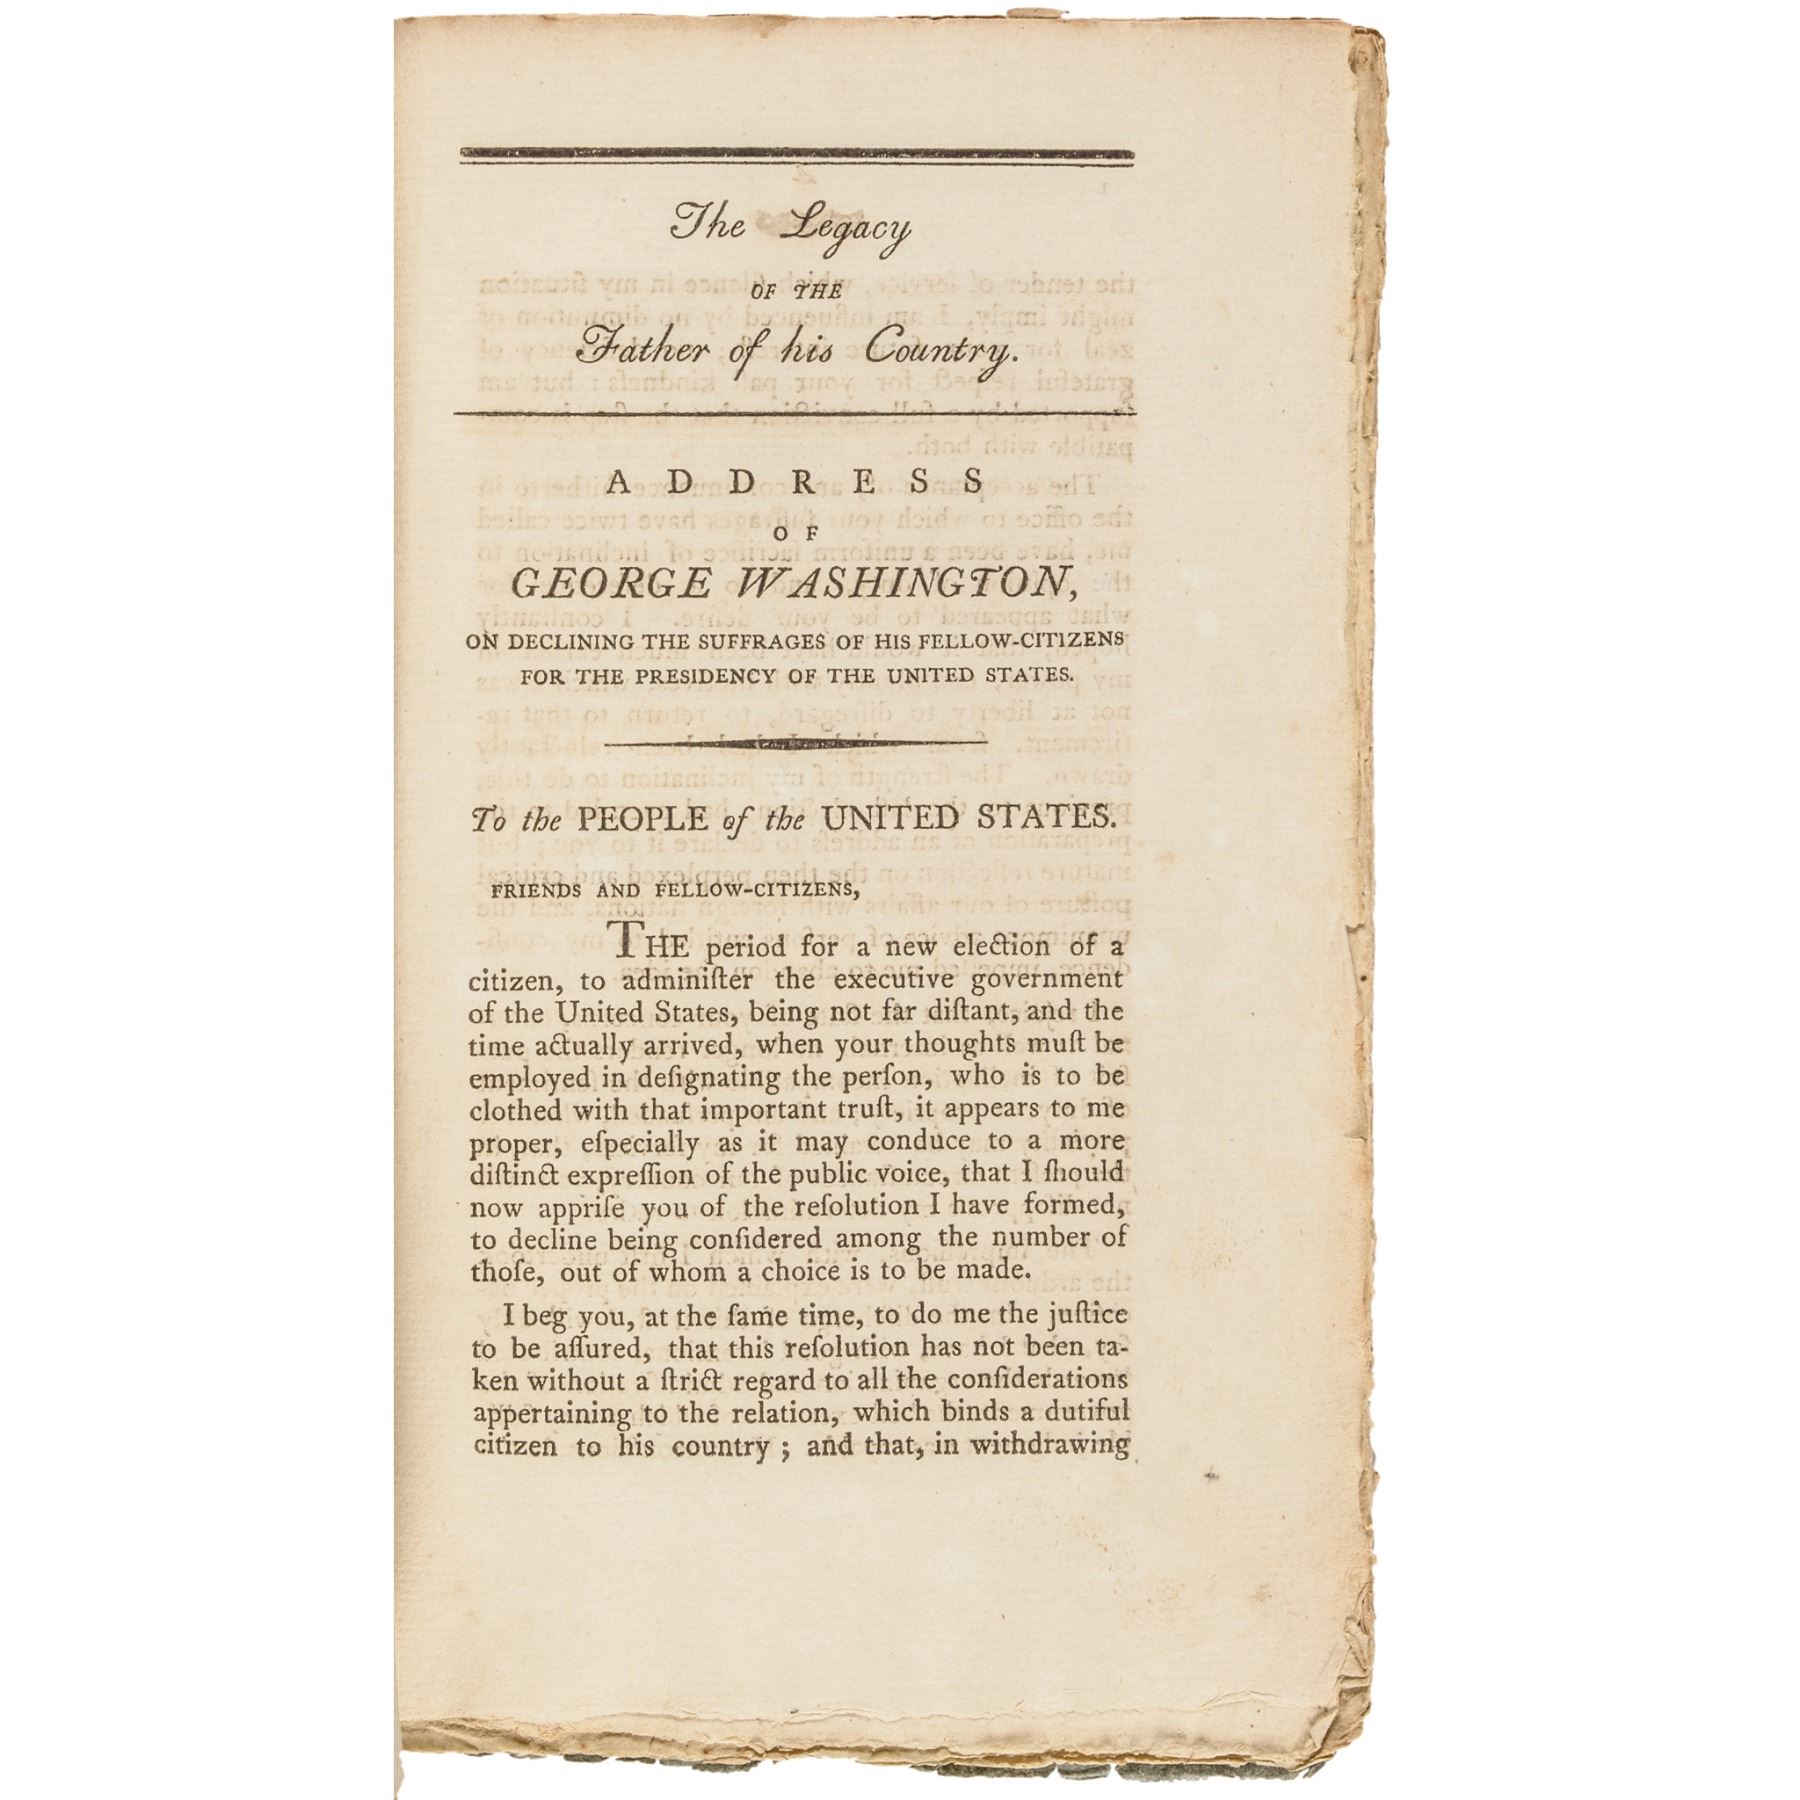 The Legacy
OF THE
Father of his Country.
ADDRESS
OF
GEORGE WASHINGTON,
ON DECLINING THE SUFFRAGES OF HIS FELLOW-CITIZENS
FOR THE PRESIDENCY OF THE UNITED STATES.
To the PEOPLE of the UNITED STATES.
FRIENDS AND FELLOW-CITIZENS,
THE period for a new election of a
citizen, to adminiſter the executive government
of the United States, being not far diſtant, and the
time actually arrived, when your thoughts muſt be
employed in deſignating the perſon, who is to be
clothed with that important truſt, it appears to me
proper, eſpecially as it may conduce to a more
diſtinct expreſſion of the public voice, that I ſhould
now appriſe you of the reſolution I have formed,
to decline being conſidered among the number of
thoſe, out of whom a choice is to be made.
I beg you, at the ſame time, to do me the juſtice
to be aſſured, that this reſolution has not been ta-
ken without a ſtrict regard to all the conſiderations
appertaining to the relation, which binds a dutiful
citizen to his country ; and that, in withdrawing